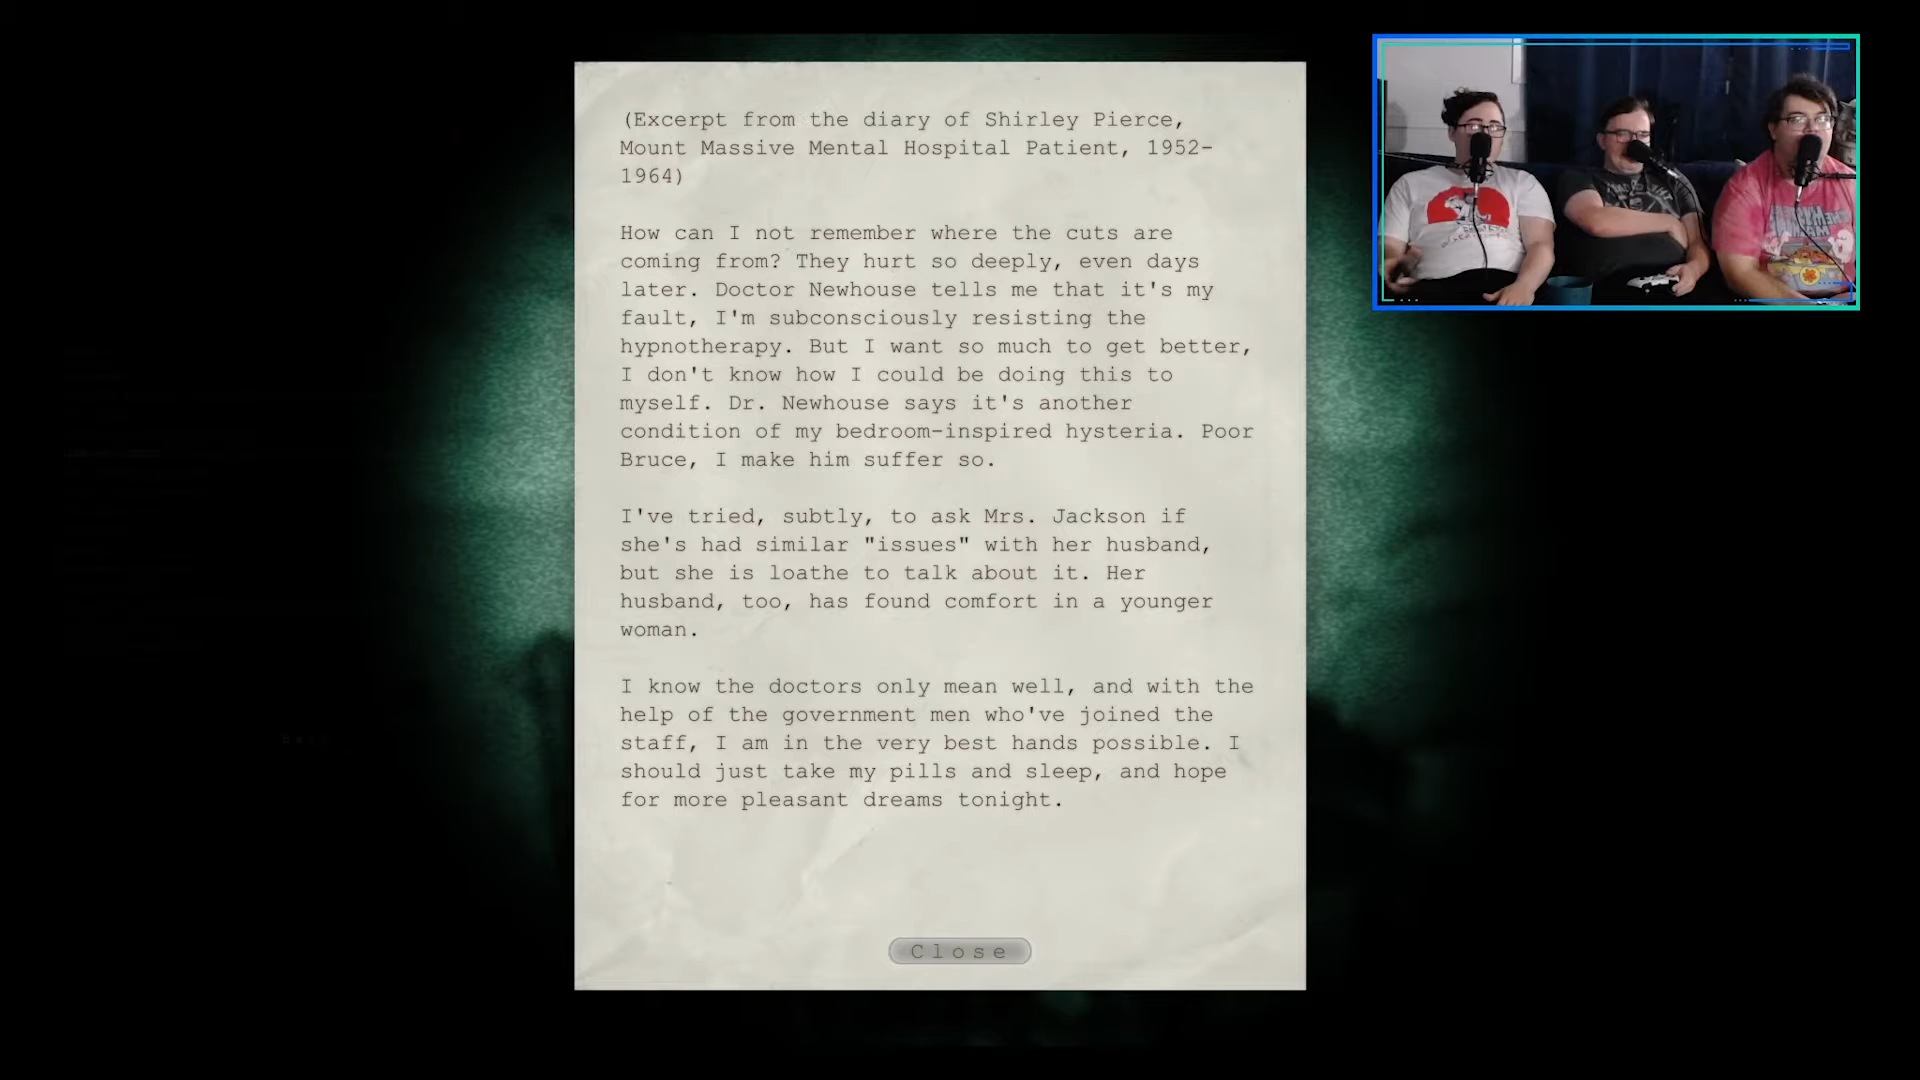 (Excerpt from the diary of Shirley Pierce,
Mount Massive Mental Hospital Patient, 1952-
1964)
How can I not remember where the cuts are
coming from? They hurt so deeply, even days
later. Doctor Newhouse tells me that it's my
fault, I'm subconsciously resisting the
hypnotherapy. But I want so much to get better,
I don't know how I could be doing this to
myself. Dr. Newhouse says it's another
condition of my bedroom-inspired hysteria. Poor
Bruce, I make him suffer so.
I've tried, subtly, to ask Mrs. Jackson if
she's had similar "issues" with her husband,
but she is loathe to talk about it. Her
husband, too, has found comfort in a younger
woman.
I know the doctors only mean well, and with the
help of the government men who've joined the
staff, I am in the very best hands possible. I
should just take my pills and sleep, and hope
for more pleasant dreams tonight.
Close